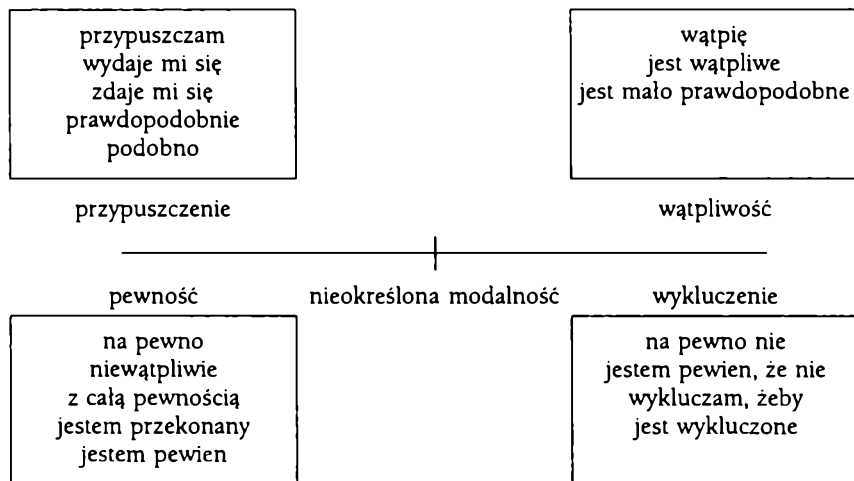 przypuszczam
wydaje mi się
zdaje mi się
prawdopodobnie
podobno
wątpię
jest wątpliwe
jest mało prawdopodobne
przypuszczenie
wątpliwość
pewność
nieokreślona modalność
wykluczenie
na pewno
niewątpliwie
z całą pewnością
jestem przekonany
jestem pewien
na pewno nie
jestem pewien, że nie
wykluczam, żeby
jest wykluczone